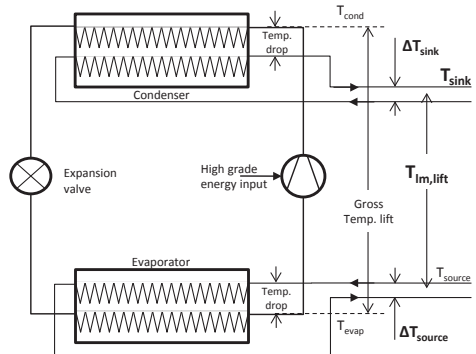 T_cond
Temp.
drop
ΔT_sink
T_sink
Condenser
T_lm,lift
High grade
energy input
Expansion
valve
Gross
Temp. lift
Evaporator
T_source
Temp.
drop
T_evap
ΔT_source